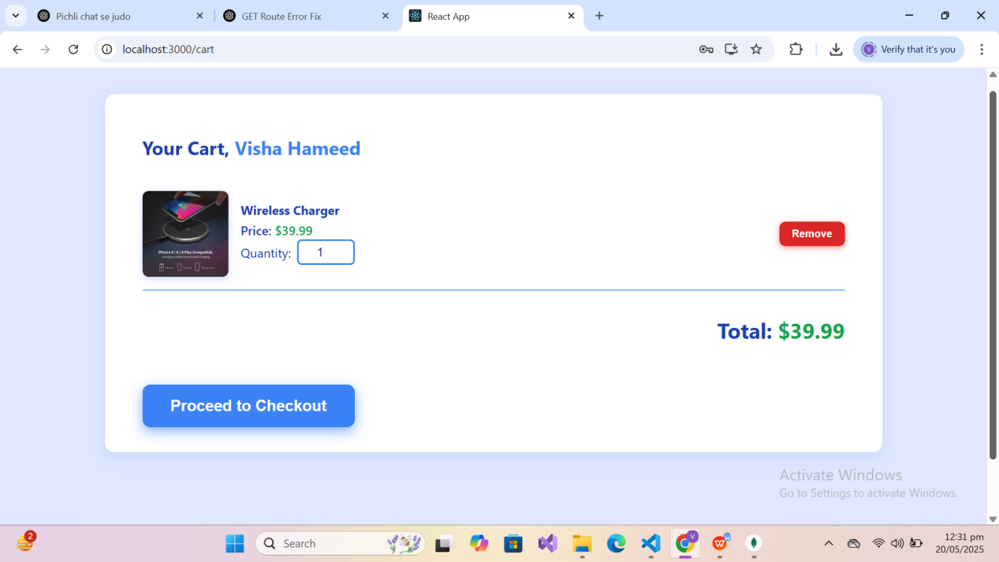 Pichli chat se judo
GET Route Error Fix
React App
localhost:3000/cart
V
Verify that it's you
Your Cart, Visha Hameed
iPhone X / 8 / 8 Plus Compatible
Wireless Charger
Price: $39.99
Quantity: 1
Remove
Total: $39.99
Proceed to Checkout
Activate Windows
Go to Settings to activate Windows.
2
Search
V
12:31 pm
20/05/2025